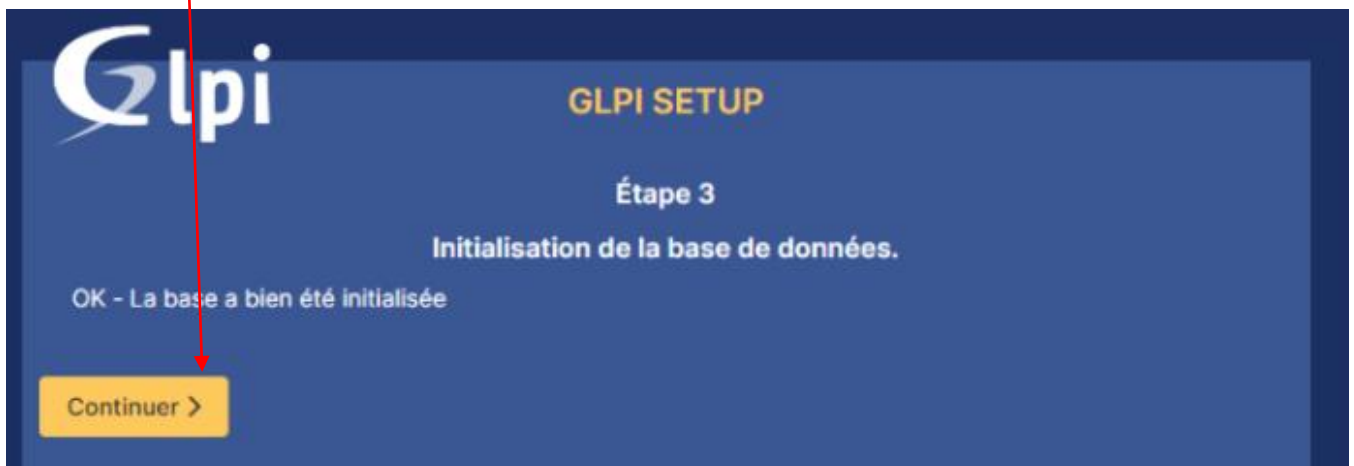 Glpi
GLPI SETUP
Étape 3
Initialisation de la base de données.
OK - La base a bien été initialisée
Continuer >